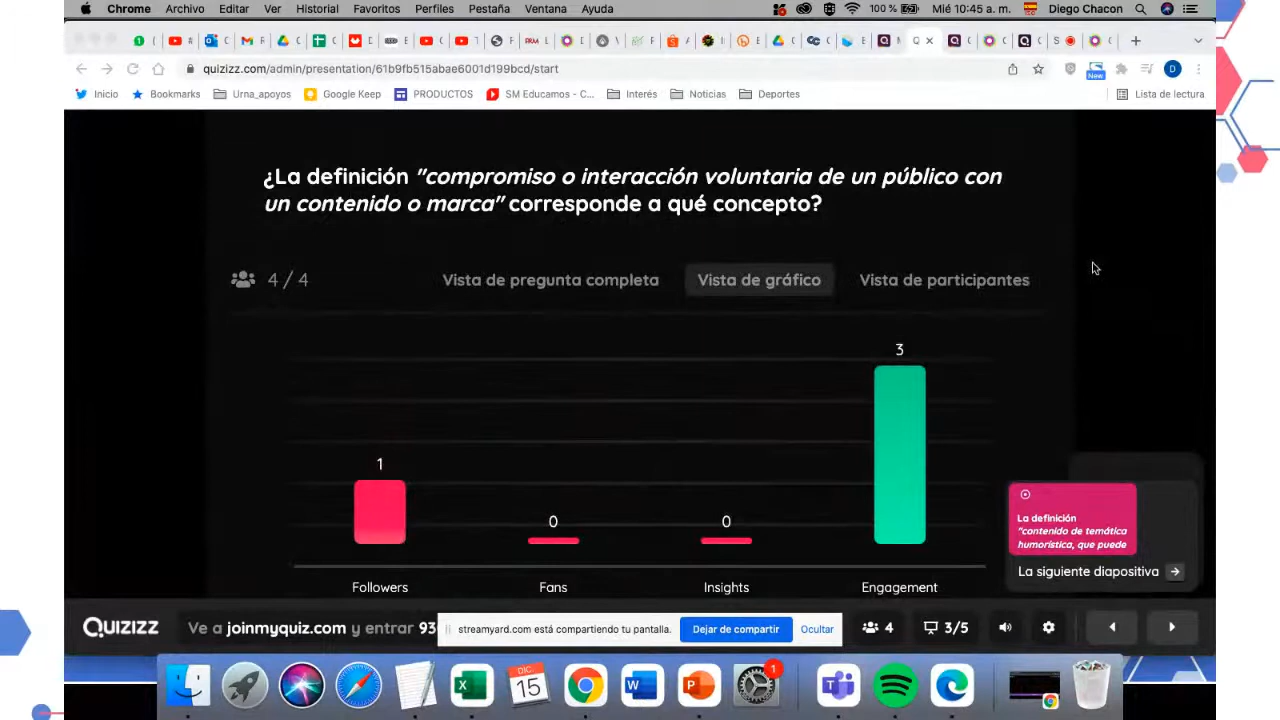 Chrome Archivo Editar Ver Historial Favoritos Perfiles Pestaña Ventana Ayuda 100 % Mié 10:45 a. m. Diego Chacon
quizizz.com/admin/presentation/61b9fb515abae6001d199bcd/start
New
D
Inicio Bookmarks Urna_apoyos Google Keep PRODUCTOS SM Educamos - C... Interés Noticias Deportes Lista de lectura
¿La definición "compromiso o interacción voluntaria de un público con
un contenido o marca" corresponde a qué concepto?
4 / 4 Vista de pregunta completa Vista de gráfico Vista de participantes
3
1
0 0
Followers Fans Insights Engagement
La definición
"contenido de temática
humorística, que puede
La siguiente diapositiva
Quizizz Ve a joinmyquiz.com y entrar 93
streamyard.com está compartiendo tu pantalla. Dejar de compartir Ocultar
4 3/5
DIC.
15
1